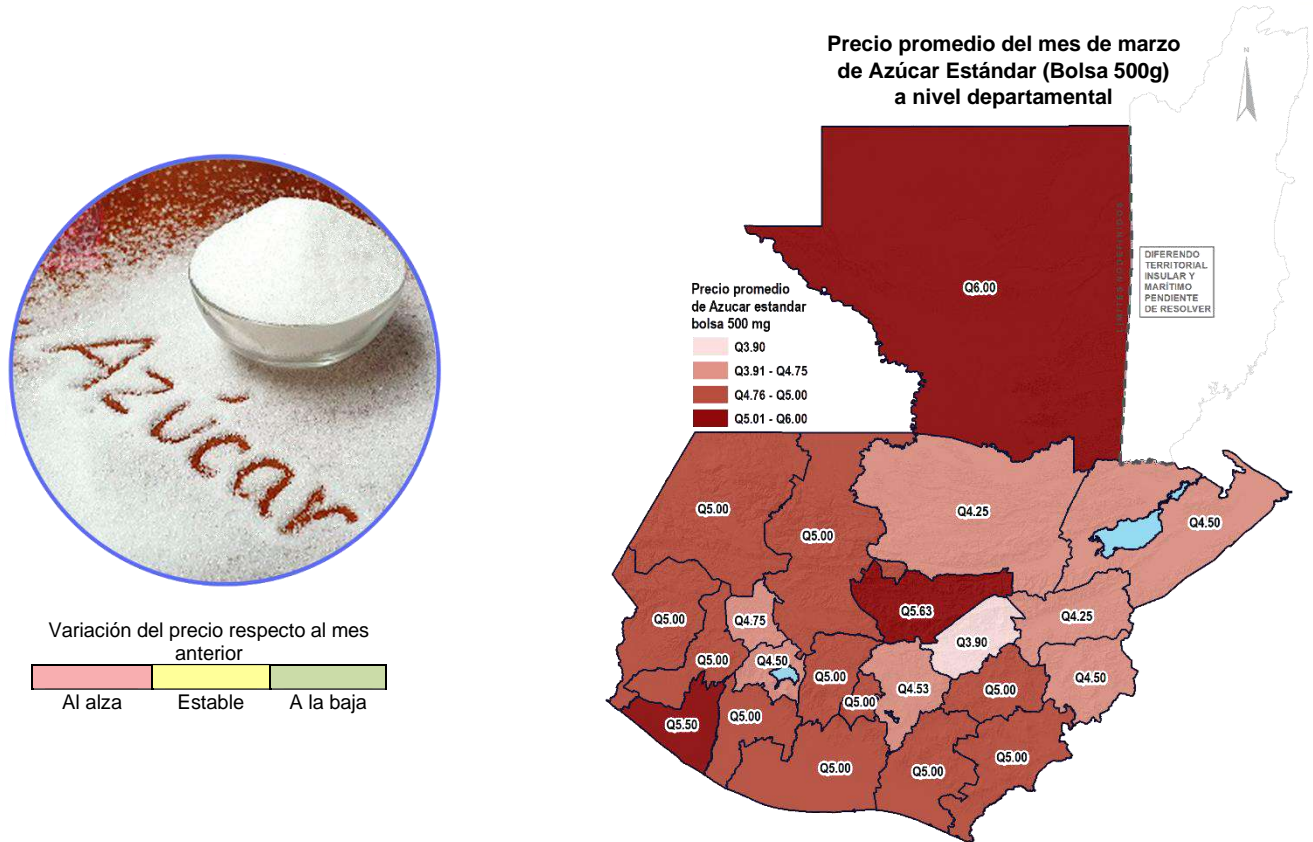 Precio promedio del mes de marzo
de Azúcar Estándar (Bolsa 500g)
a nivel departamental
N
Azúcar
DIFERENDO
TERRITORIAL
INSULAR Y
MARÍTIMO
PENDIENTE
DE RESOLVER
Q6.00
Precio promedio
de Azucar estandar
bolsa 500 mg
Q3.90
Q3.91 - Q4.75
Q4.76 - Q5.00
Q5.01 - Q6.00
Q5.00
Q5.00
Q4.25
Q4.50
Q5.00
Q4.75
Q5.63
Q3.90
Q4.25
Q5.00
Q4.50
Q5.00
Q5.00
Q4.53
Q5.00
Q4.50
Q5.50
Q5.00
Q5.00
Q5.00
Q5.00
Variación del precio respecto al mes
anterior
Al alza
Estable
A la baja